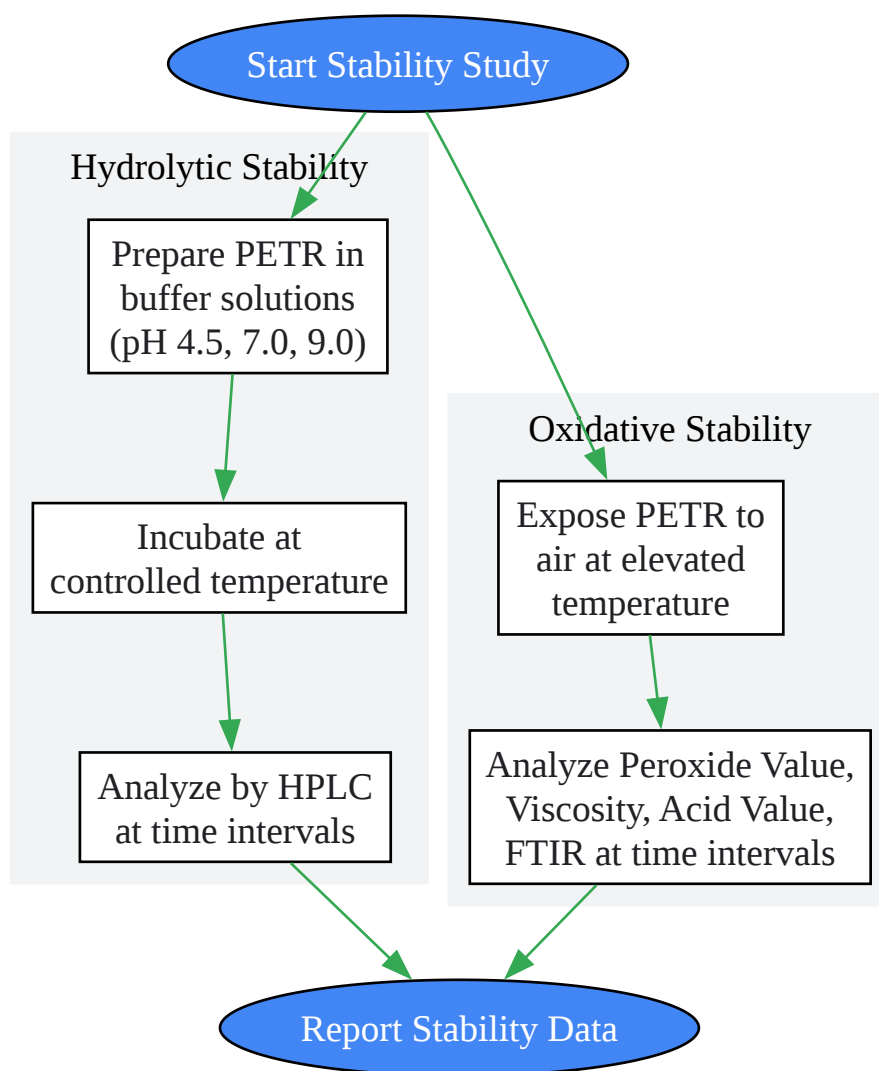 Start Stability Study
Hydrolytic Stability
Prepare PETR in
buffer solutions
(pH 4.5, 7.0, 9.0)
Incubate at
controlled temperature
Analyze by HPLC
at time intervals
Oxidative Stability
Expose PETR to
air at elevated
temperature
Analyze Peroxide Value,
Viscosity, Acid Value,
FTIR at time intervals
Report Stability Data